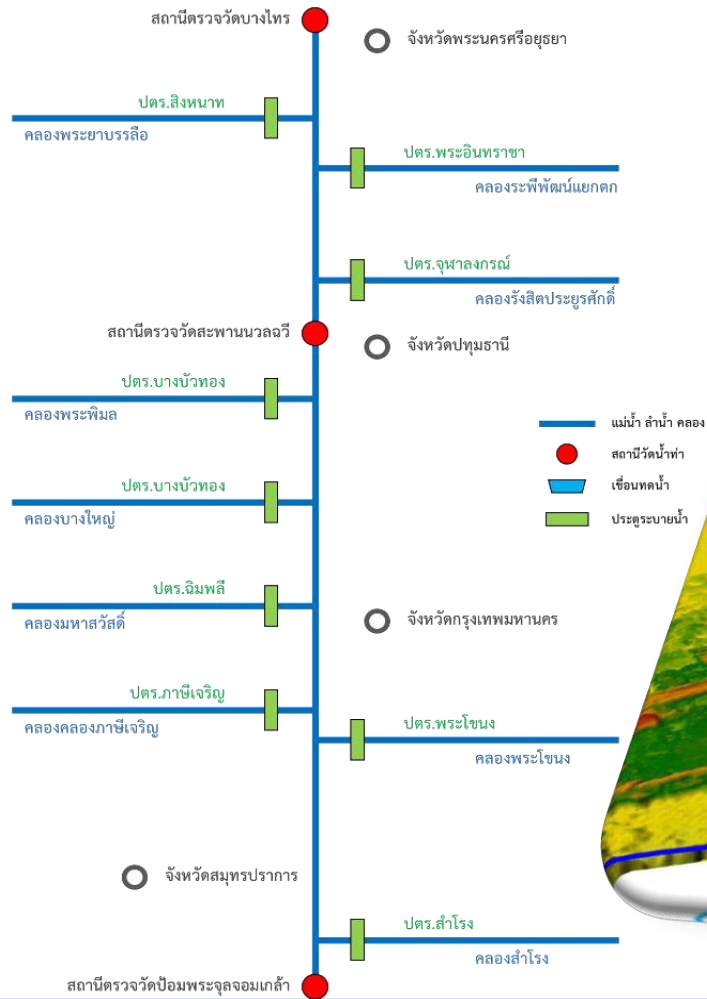 สถานีตรวจวัดบางไทร
จังหวัดพระนครศรีอยุธยา
ปตร.สิงหนาท
คลองพระยาบรรลือ
ปตร.พระอินทราชา
คลองระพีพัฒน์แยกตก
ปตร.จุฬาลงกรณ์
คลองรังสิตประยูรศักดิ์
สถานีตรวจวัดสะพานนวลฉวี
จังหวัดปทุมธานี
ปตร.บางบัวทอง
คลองพระพิมล
แม่น้ำ ลำน้ำ คลอง
สถานีวัดน้ำท่า
เขื่อนทดน้ำ
ประตูระบายน้ำ
ปตร.บางบัวทอง
คลองบางใหญ่
ปตร.ฉิมพลี
คลองมหาสวัสดิ์
จังหวัดกรุงเทพมหานคร
ปตร.ภาษีเจริญ
คลองคลองภาษีเจริญ
ปตร.พระโขนง
คลองพระโขนง
จังหวัดสมุทรปราการ
ปตร.สำโรง
คลองสำโรง
สถานีตรวจวัดป้อมพระจุลจอมเกล้า